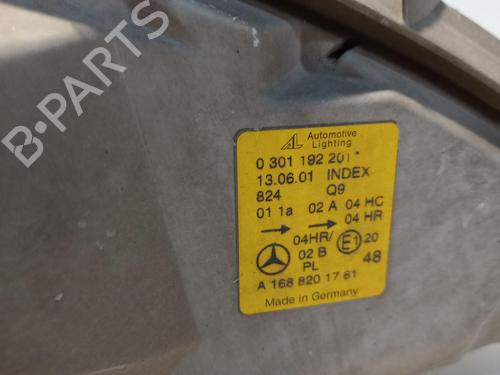 B-PARTS
AL Automotive
Lighting
0 301 192 201*
13.06.01 INDEX
824 Q9
01 1a 02 A 04 HC
→ → 04 HR
04HR/ E1 20
02 B 48
PL
A 168 820 17 61
Made in Germany